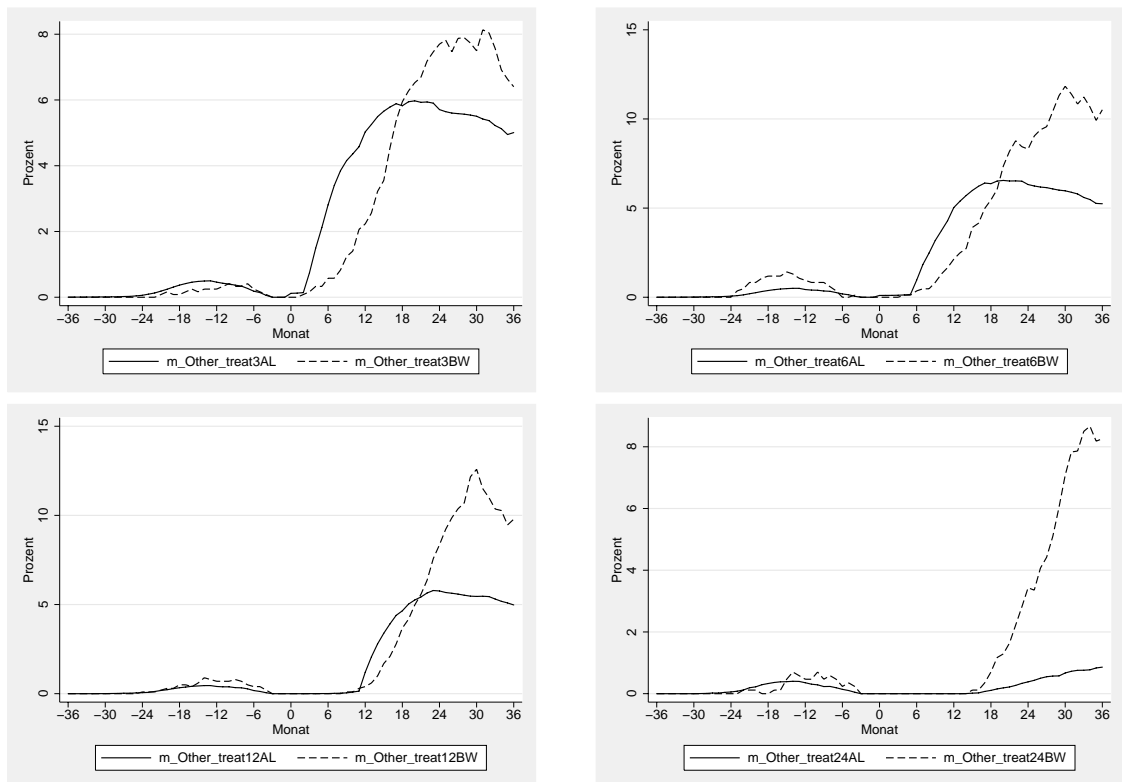 Prozent
8
6
4
2
0
−36 −30 −24 −18 −12 −6 0 6 12 18 24 30 36
Monat
m_Other_treat3AL m_Other_treat3BW
Prozent
15
10
5
0
−36 −30 −24 −18 −12 −6 0 6 12 18 24 30 36
Monat
m_Other_treat6AL m_Other_treat6BW
Prozent
15
10
5
0
−36 −30 −24 −18 −12 −6 0 6 12 18 24 30 36
Monat
m_Other_treat12AL m_Other_treat12BW
Prozent
8
6
4
2
0
−36 −30 −24 −18 −12 −6 0 6 12 18 24 30 36
Monat
m_Other_treat24AL m_Other_treat24BW